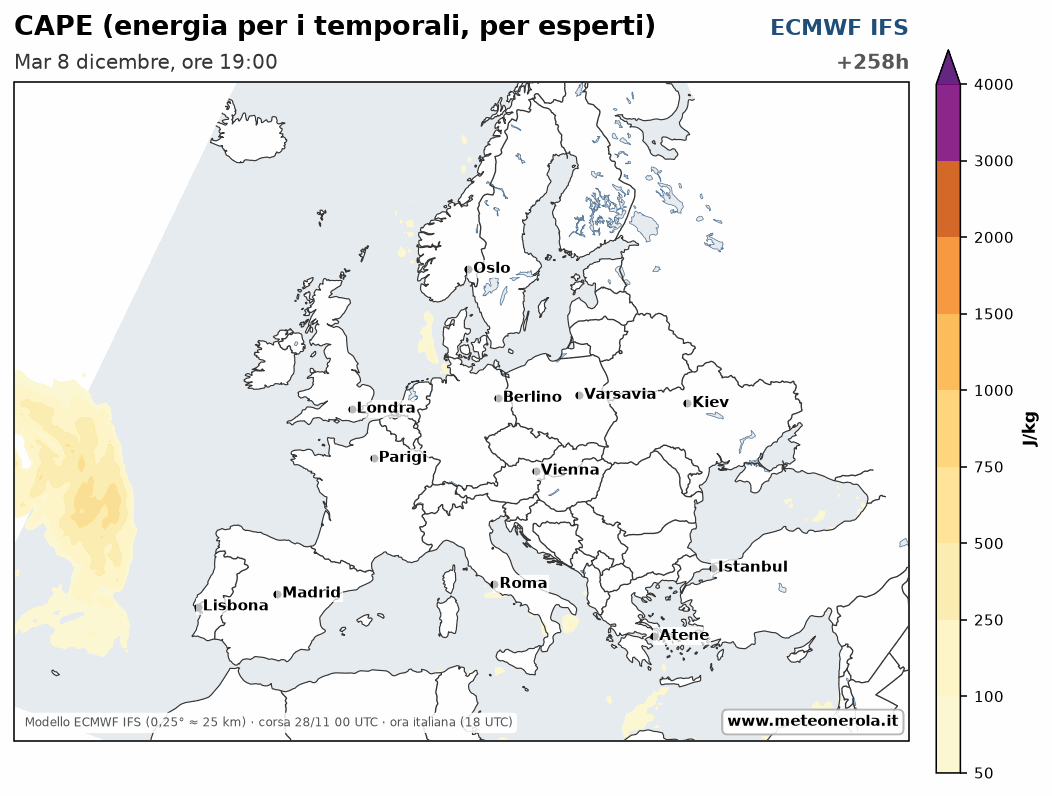 CAPE (energia per i temporali, per esperti)
ECMWF IFS
Mar 8 dicembre, ore 19:00
+258h
4000
3000
2000
1500
1000
750
500
250
100
50
J/kg
Oslo
Berlino
Varsavia
Kiev
Londra
Parigi
Vienna
Istanbul
Roma
Madrid
Lisbona
Atene
Modello ECMWF IFS (0,25° ≈ 25 km) · corsa 28/11 00 UTC · ora italiana (18 UTC)
www.meteonerola.it